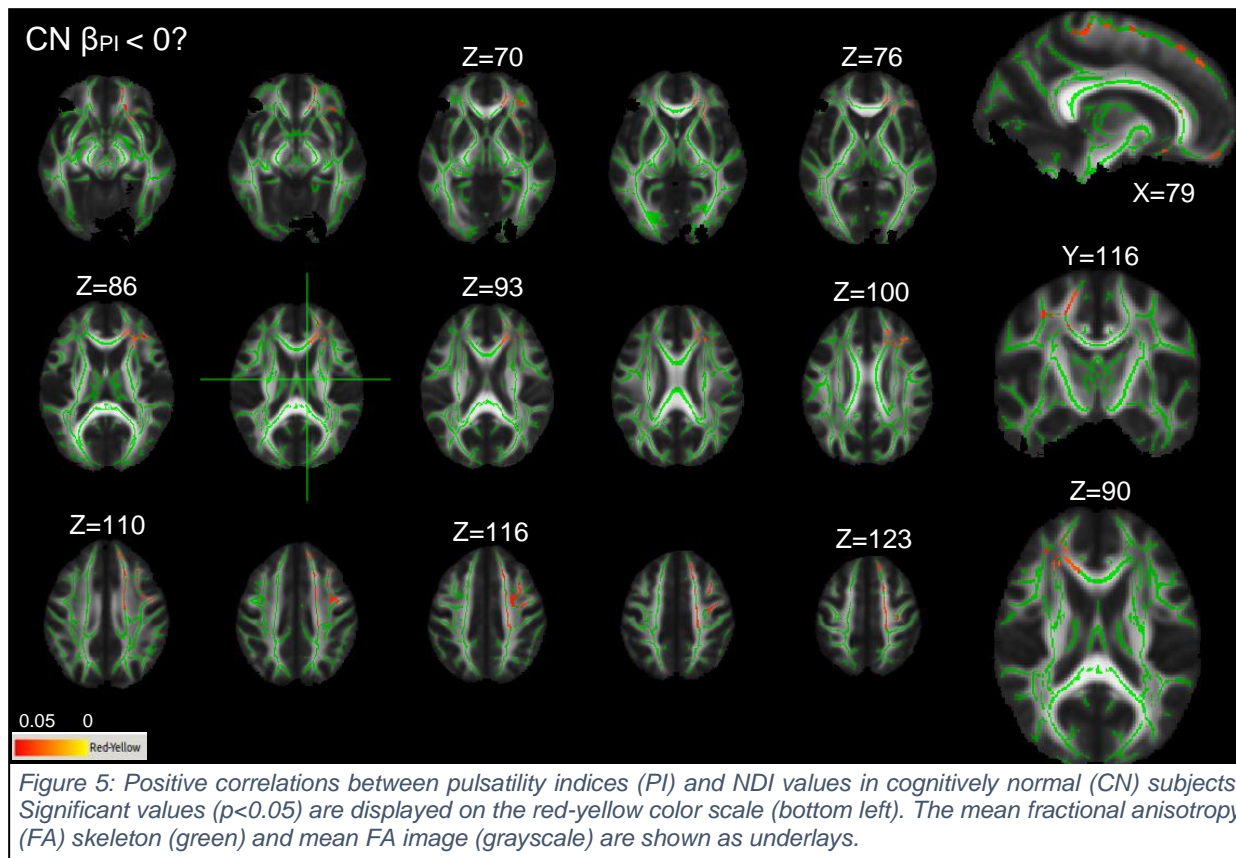 CN βPI < 0?
Z=70
Z=76
X=79
Z=86
Z=93
Z=100
Y=116
Z=110
Z=116
Z=123
Z=90
0.05 0
Red-Yellow
Figure 5: Positive correlations between pulsatility indices (PI) and NDI values in cognitively normal (CN) subjects
Significant values (p<0.05) are displayed on the red-yellow color scale (bottom left). The mean fractional anisotropy
(FA) skeleton (green) and mean FA image (grayscale) are shown as underlays.